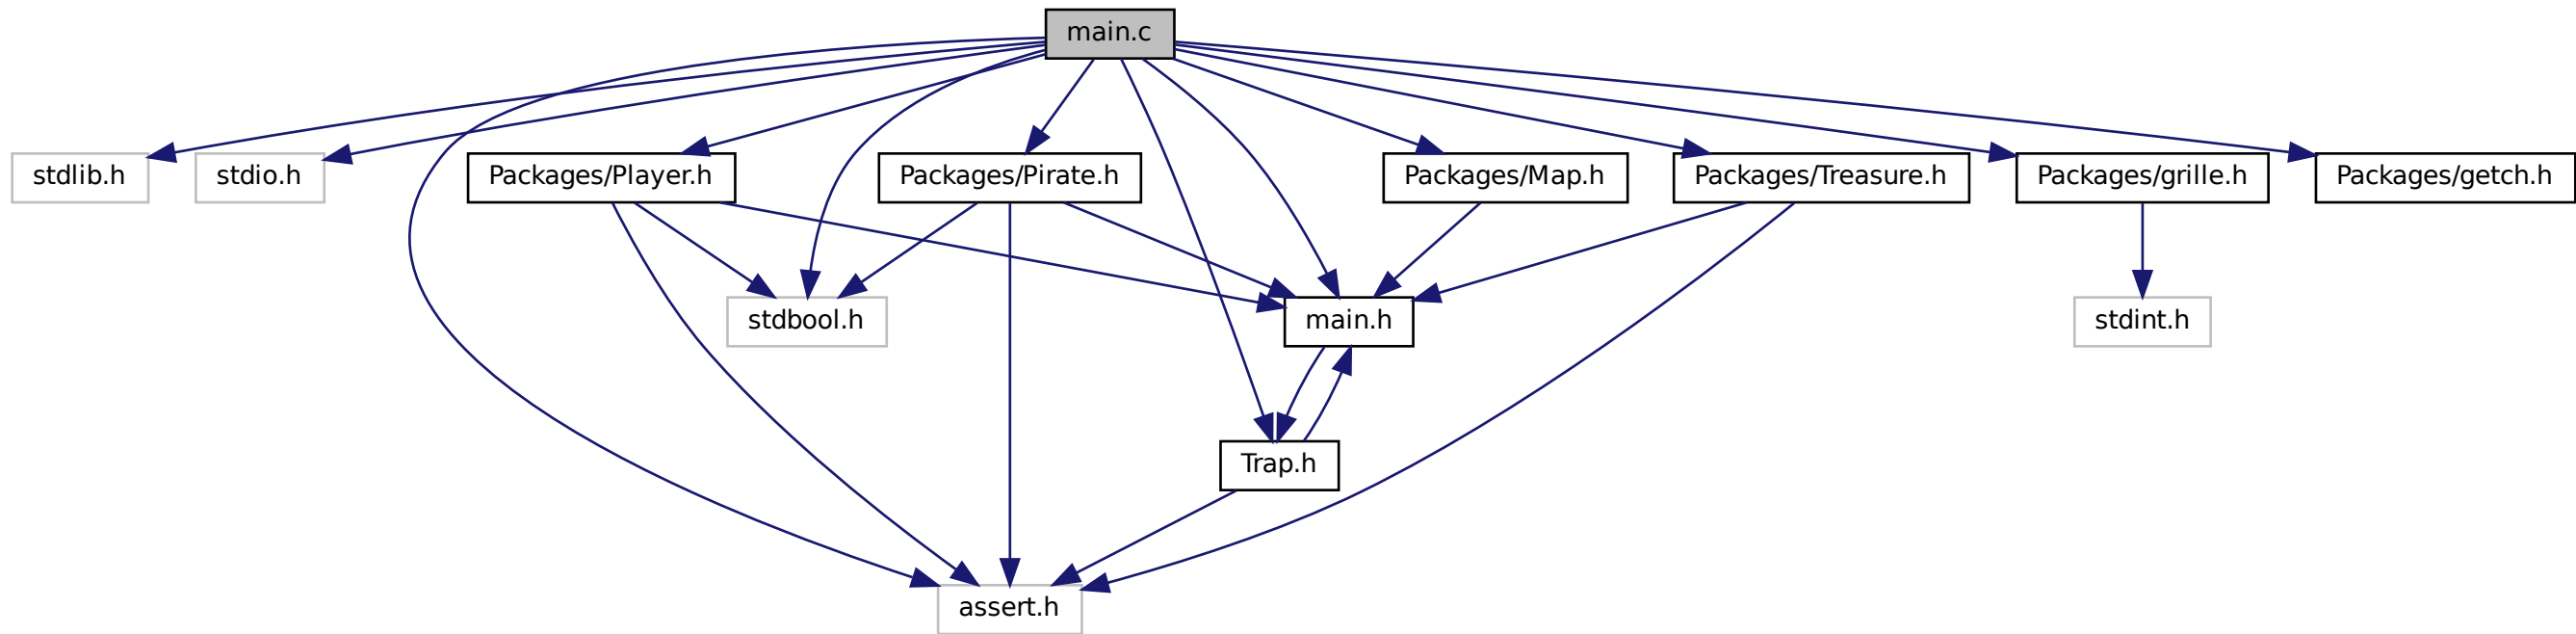 main.c
stdlib.h
stdio.h
Packages/Player.h
Packages/Pirate.h
Packages/Map.h
Packages/Treasure.h
Packages/grille.h
Packages/getch.h
stdbool.h
main.h
stdint.h
Trap.h
assert.h